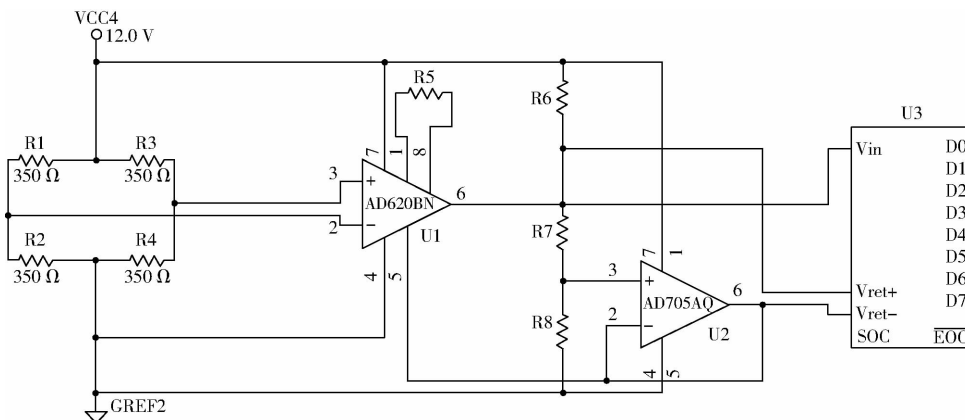 VCC4
12.0 V
R5
R6
U3
R1
R3
350 Ω
350 Ω
7
1
8
Vin
D0
D1
D2
D3
D4
D5
D6
D7
3
+
AD620BN
6
2
−
U1
R7
R2
R4
350 Ω
350 Ω
4
5
7
1
3
+
AD705AQ
6
2
−
U2
R8
Vret+
Vret−
SOC
EOC
4
5
GREF2